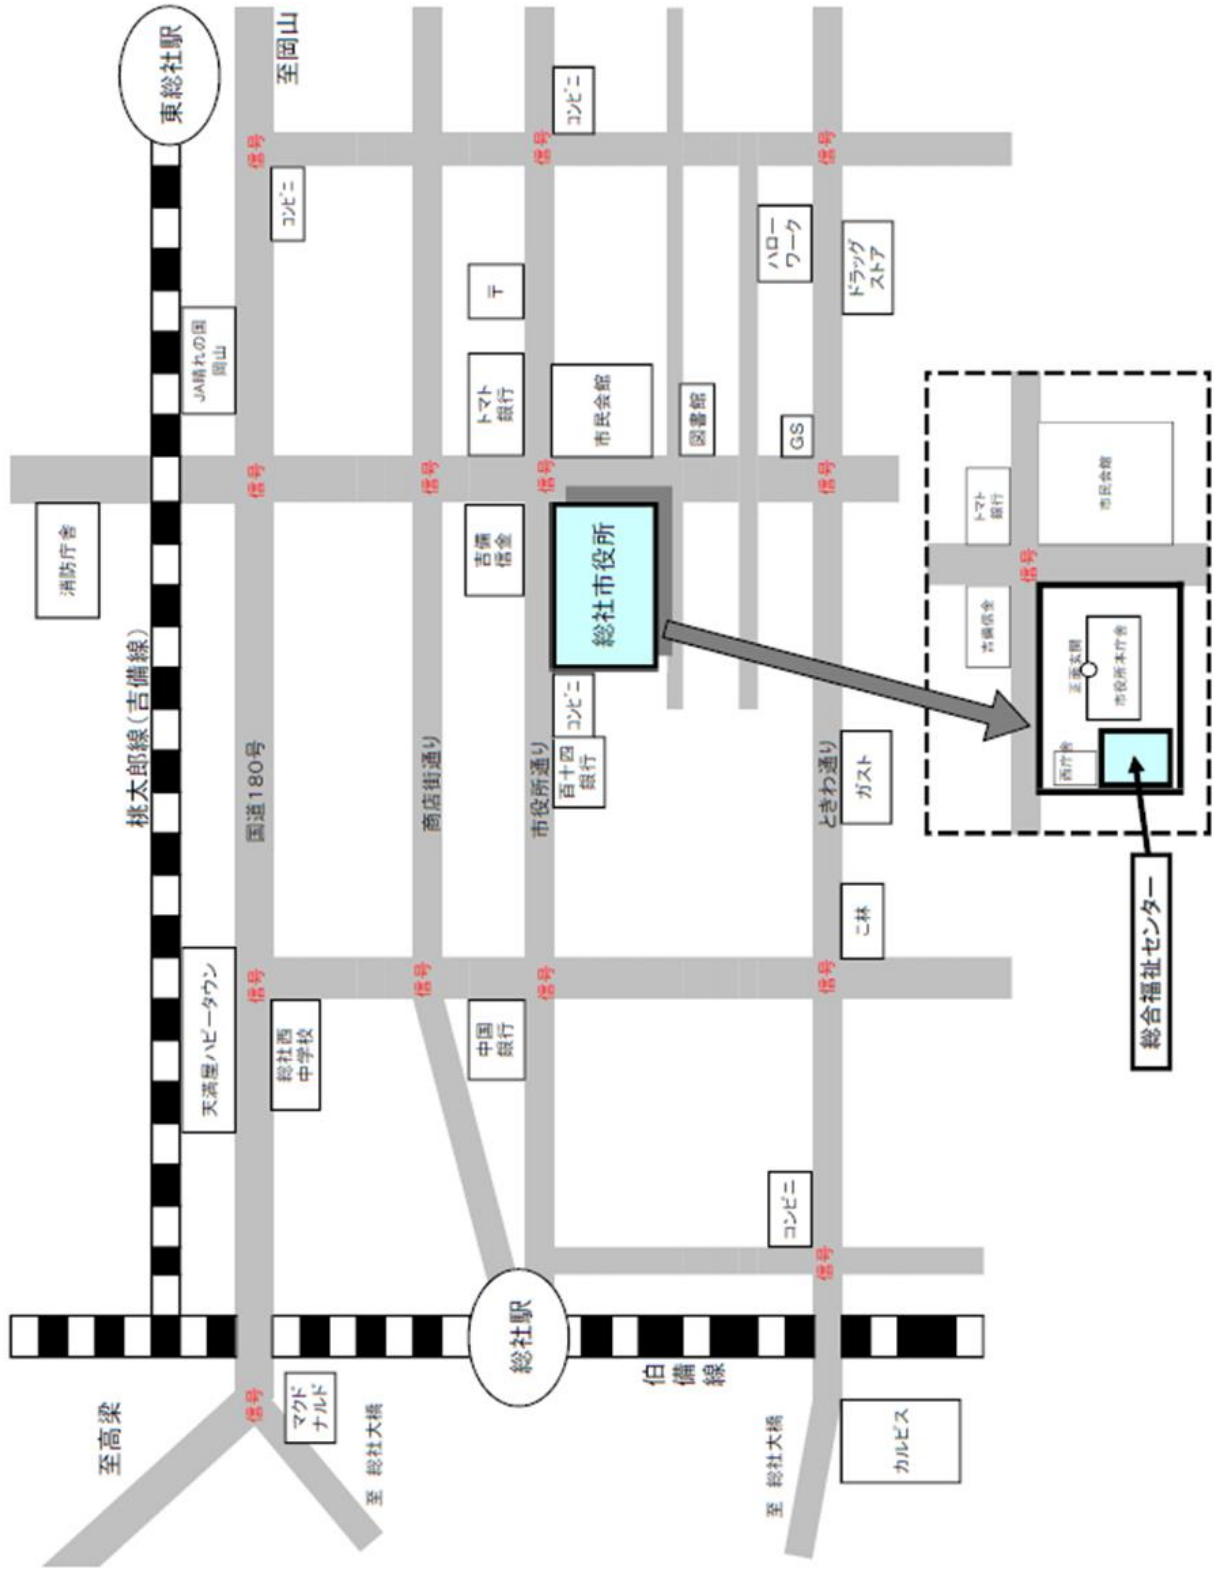 消防庁舎
至高梁
桃太郎線(吉備線)
東総社駅
天満屋ハピータウン
JA晴れの国
岡山
信号
信号
国道180号
信号
信号
至岡山
マクド
ナルド
総社西
中学校
コンビニ
至 総社大橋
信号
商店街通り
信号
総社駅
中国
銀行
吉備
信金
トマト
銀行
〒
信号
市役所通り
信号
信号
百十四
銀行
コンビニ
総社市役所
市民会館
コンビニ
伯
備
線
図書館
至 総社大橋
コンビニ
GS
ハロー
ワーク
信号
信号
ときわ通り
信号
信号
カルピス
こ林
ガスト
ドラッグ
ストア
吉備信金
トマト
銀行
信号
西庁舎
正面玄関
市役所本庁舎
市民会館
総合福祉センター